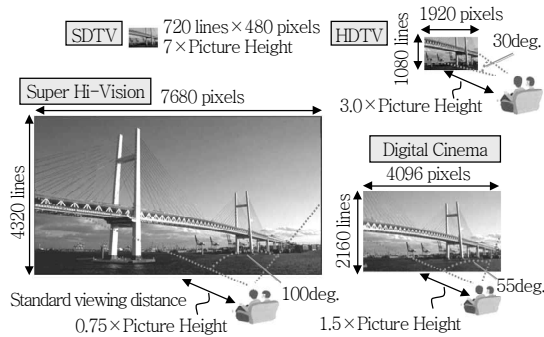 SDTV
720 lines×480 pixels
7×Picture Height
HDTV
1920 pixels
1080 lines
30deg.
3.0×Picture Height
Super Hi-Vision
7680 pixels
4320 lines
100deg.
Standard viewing distance
0.75×Picture Height
Digital Cinema
4096 pixels
2160 lines
55deg.
1.5×Picture Height